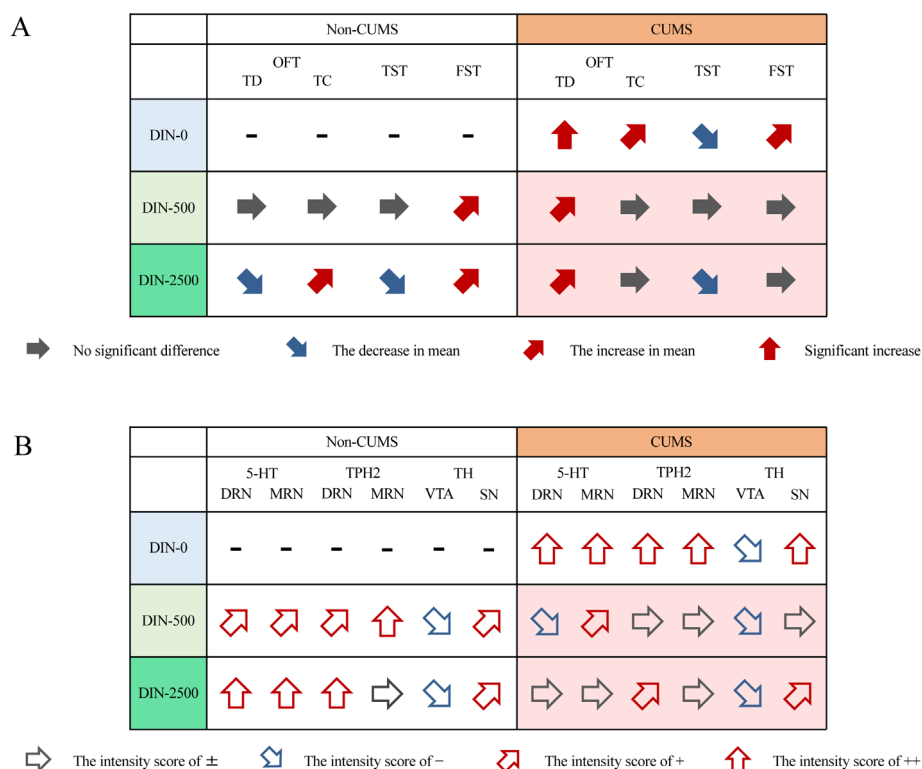 A
Non-CUMS CUMS
OFT TST FST OFT TST FST
TD TC TD TC
DIN-0 - - - -
DIN-500
DIN-2500
No significant difference The decrease in mean The increase in mean Significant increase
B
Non-CUMS CUMS
5-HT TPH2 TH 5-HT TPH2 TH
DRN MRN DRN MRN VTA SN DRN MRN DRN MRN VTA SN
DIN-0 - - - - - -
DIN-500
DIN-2500
The intensity score of ± The intensity score of − The intensity score of + The intensity score of ++